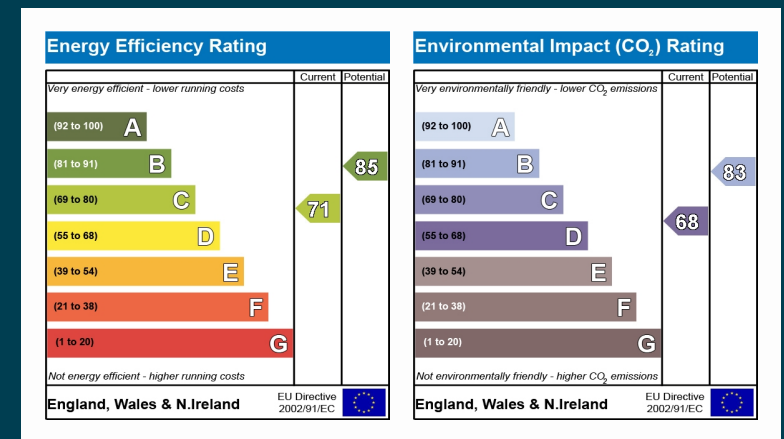 Energy Efficiency Rating
Current Potential
Very energy efficient - lower running costs
(92 to 100) A
(81 to 91) B
85
(69 to 80) C
71
(55 to 68) D
(39 to 54) E
(21 to 38) F
(1 to 20) G
Not energy efficient - higher running costs
England, Wales & N.Ireland
EU Directive
2002/91/EC
Environmental Impact (CO₂) Rating
Current Potential
Very environmentally friendly - lower CO₂ emissions
(92 to 100) A
(81 to 91) B
83
(69 to 80) C
68
(55 to 68) D
(39 to 54) E
(21 to 38) F
(1 to 20) G
Not environmentally friendly - higher CO₂ emissions
England, Wales & N.Ireland
EU Directive
2002/91/EC